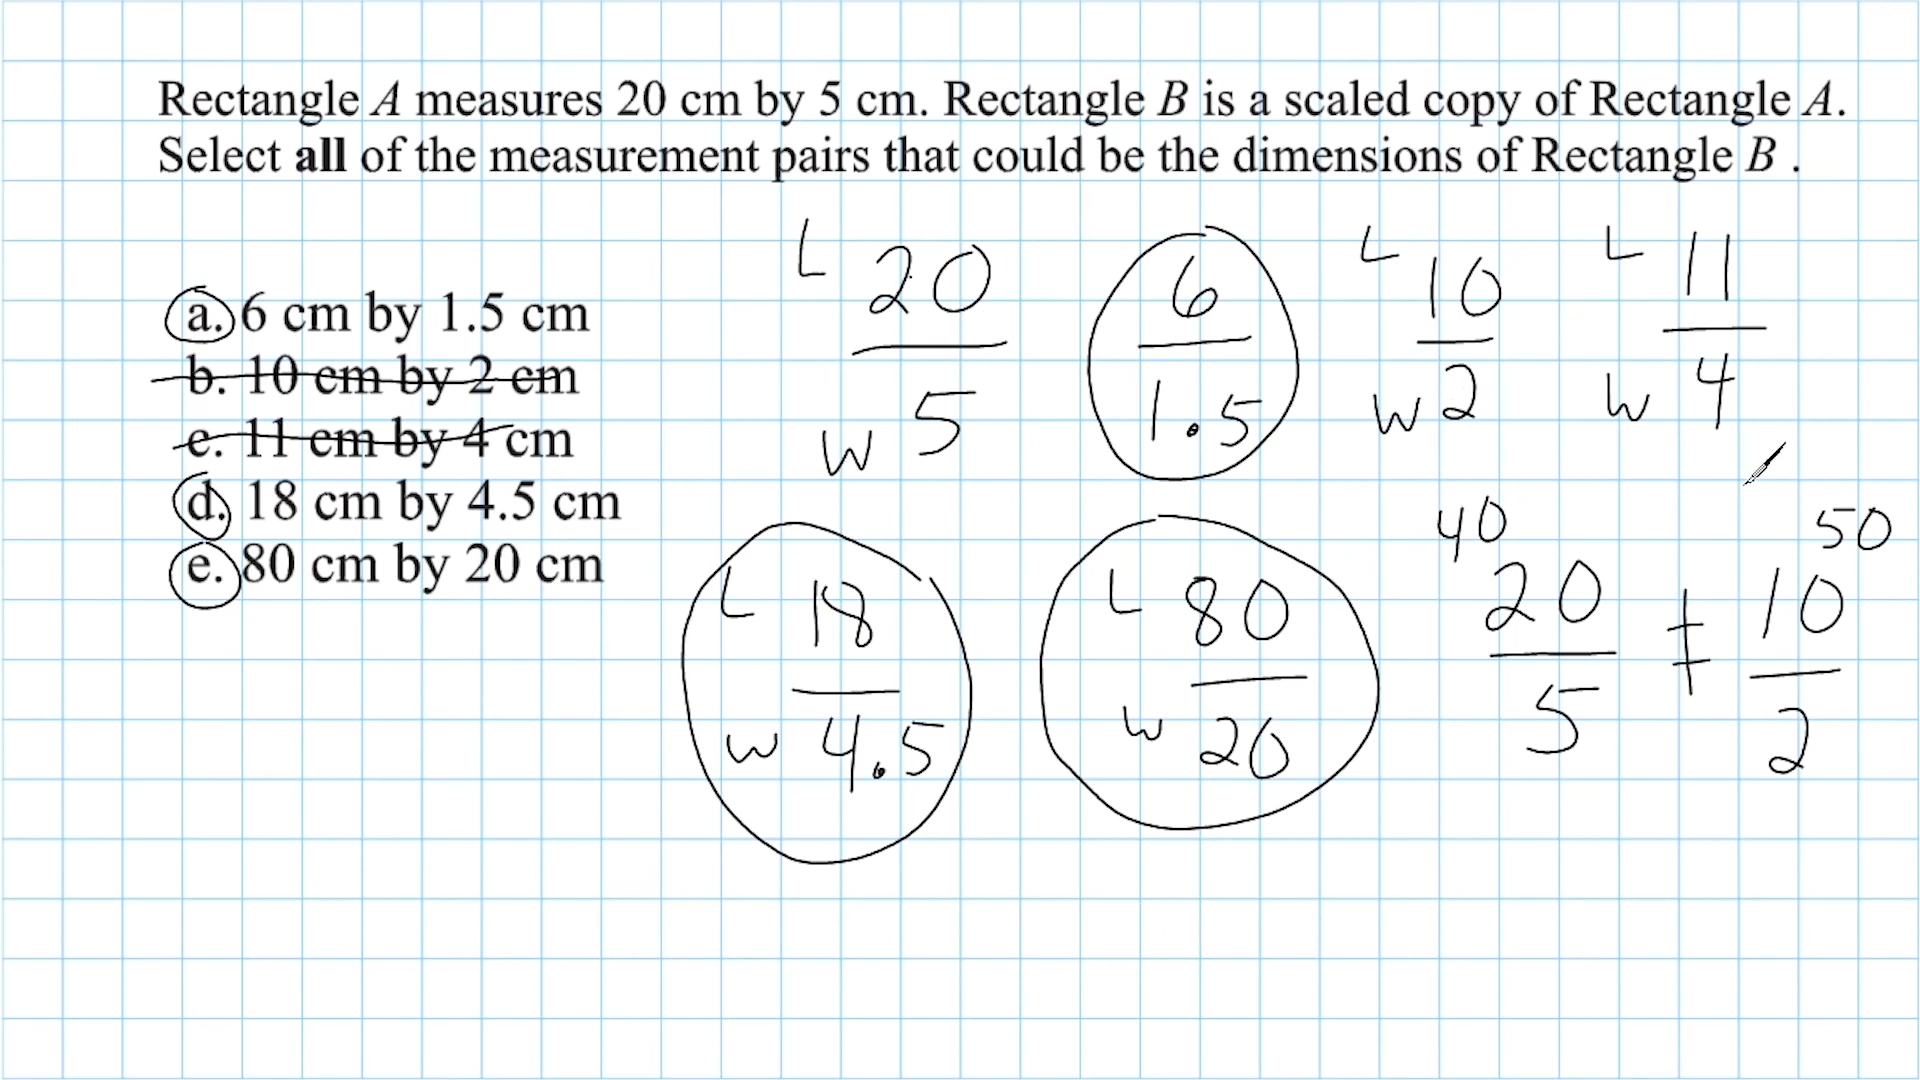 Rectangle A measures 20 cm by 5 cm. Rectangle B is a scaled copy of Rectangle A.
Select all of the measurement pairs that could be the dimensions of Rectangle B .
a. 6 cm by 1.5 cm
b. 10 cm by 2 cm
c. 11 cm by 4 cm
d. 18 cm by 4.5 cm
e. 80 cm by 20 cm
L 20
W 5
6
1.5
L 10
W 2
L 11
W 4
L 18
W 4.5
L 80
W 20
40 50
20 ≠ 10
5 2